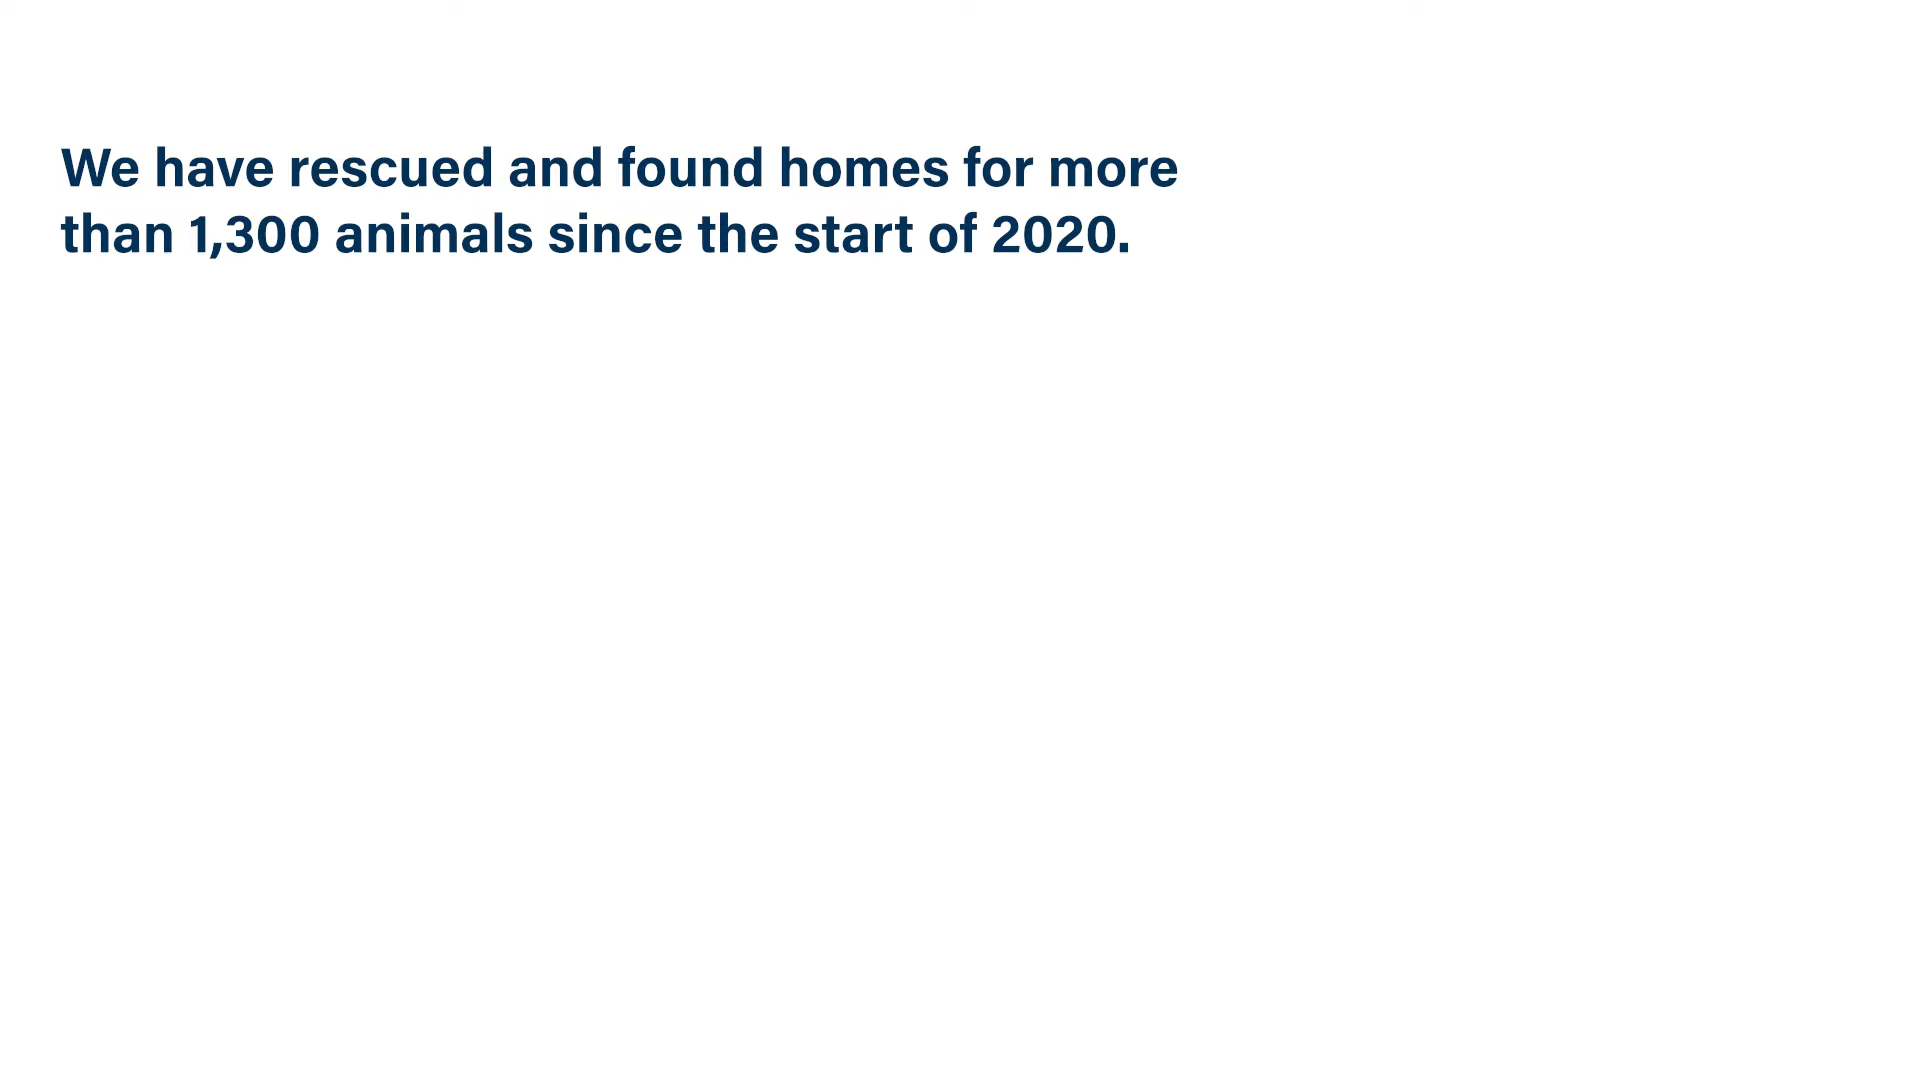 We have rescued and found homes for more
than 1,300 animals since the start of 2020.